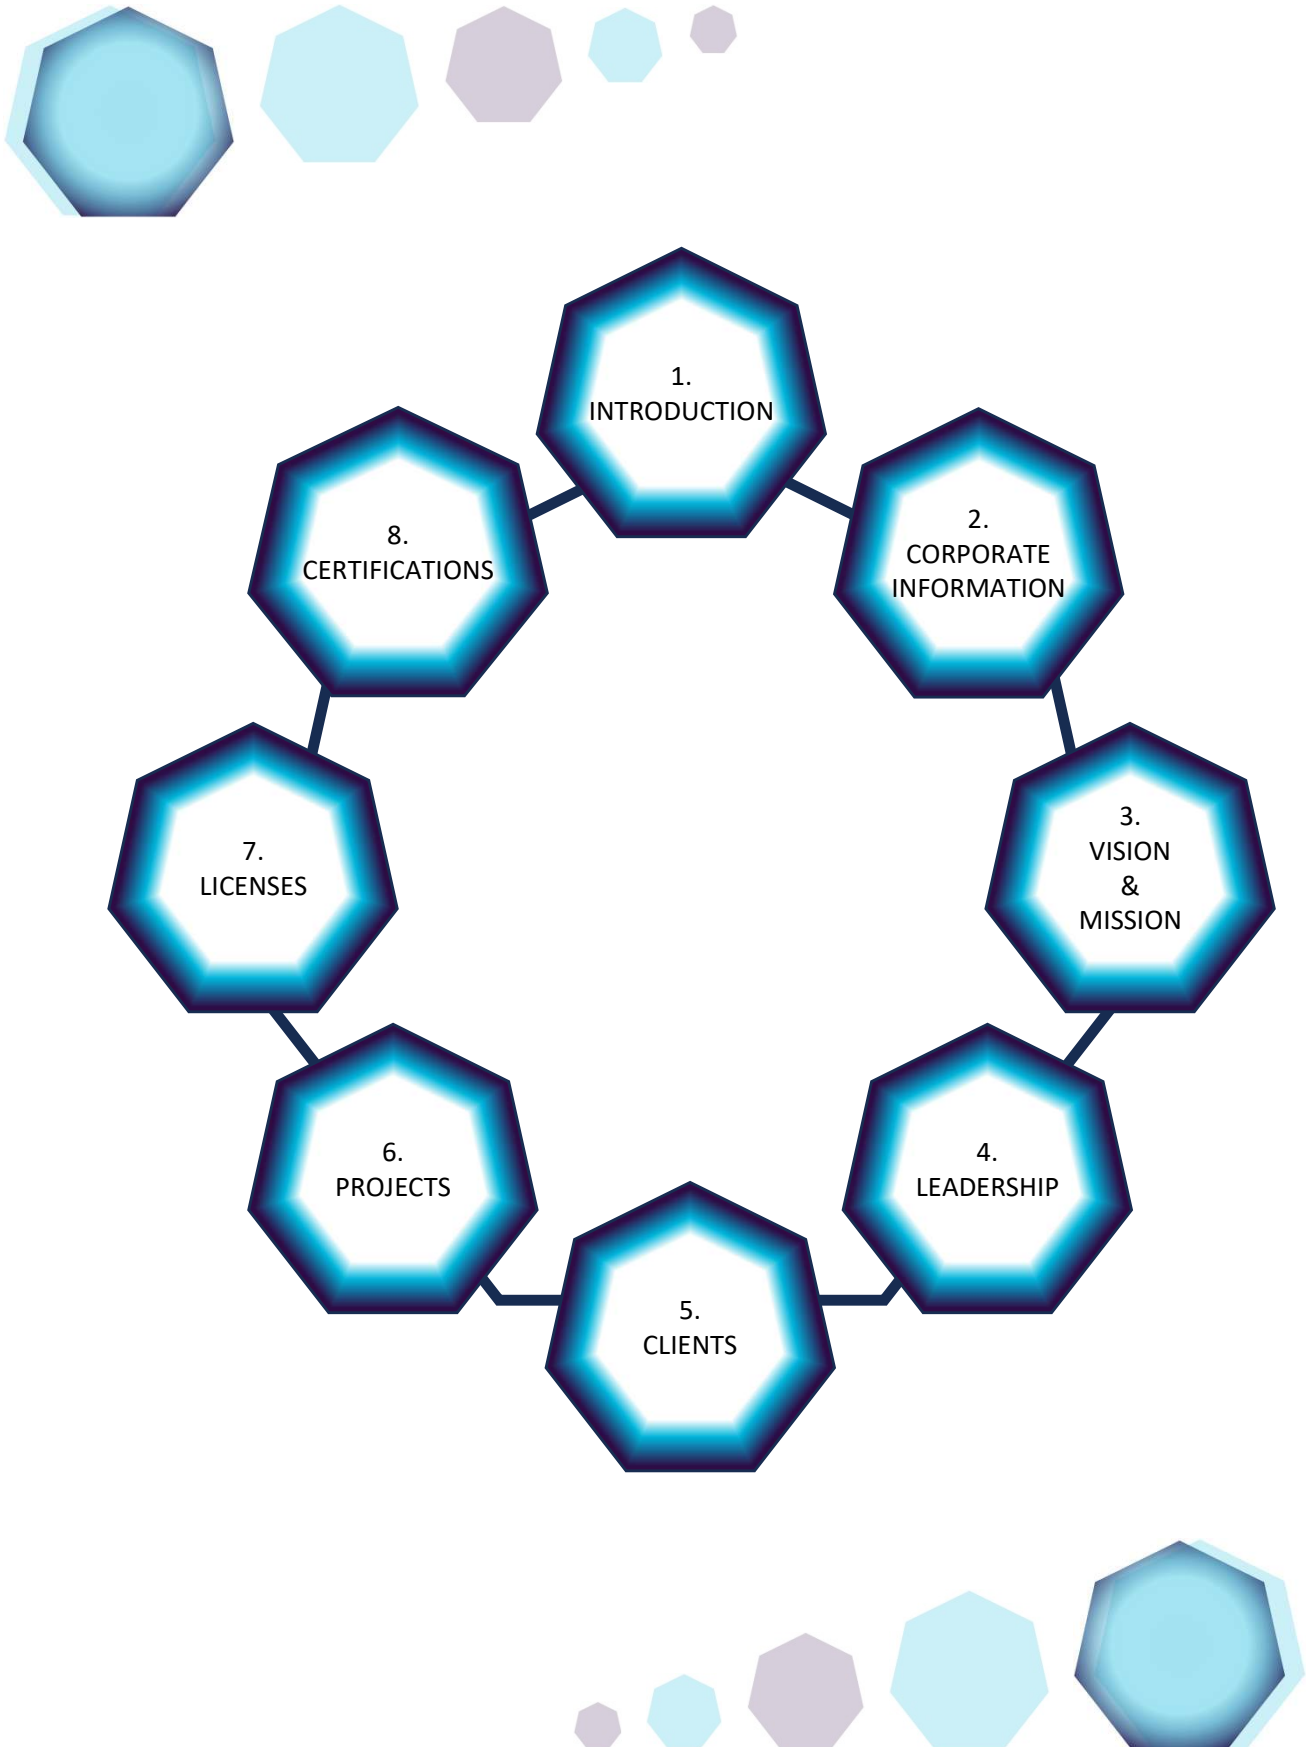 1.
INTRODUCTION
2.
CORPORATE
INFORMATION
3.
VISION
&
MISSION
4.
LEADERSHIP
5.
CLIENTS
6.
PROJECTS
7.
LICENSES
8.
CERTIFICATIONS